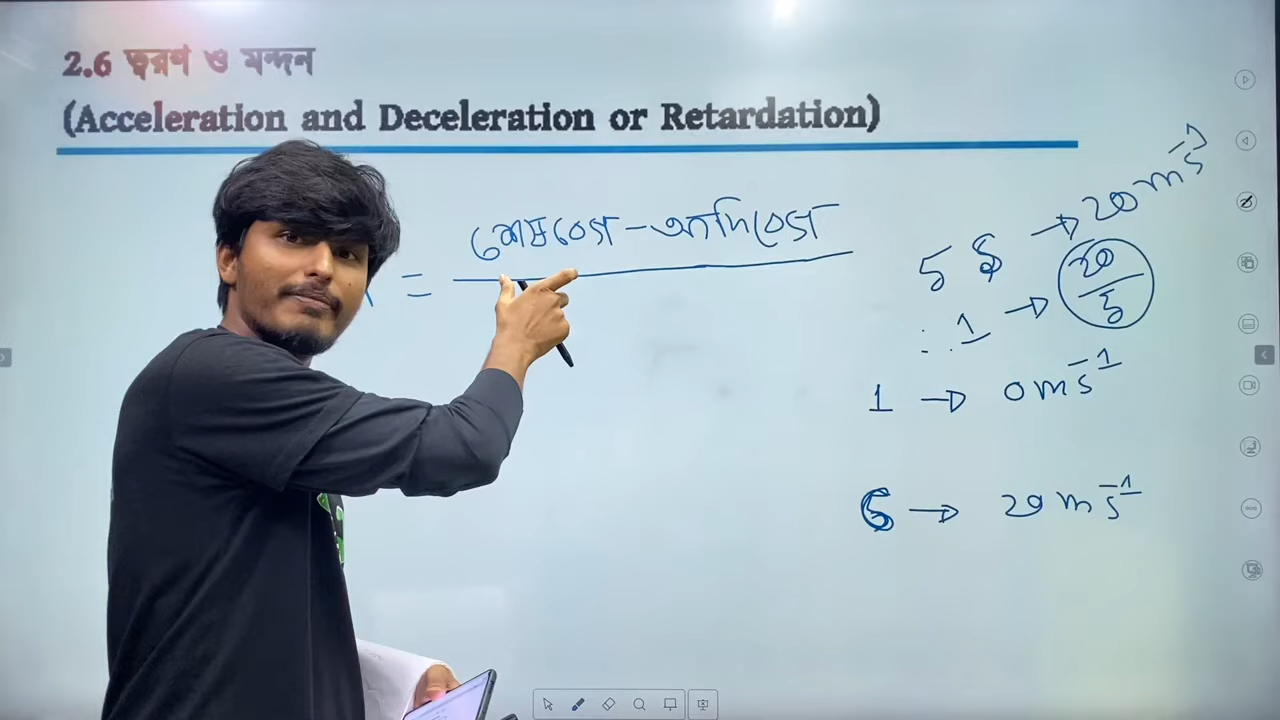 2.6 ত্বরণ ও মন্দন
(Acceleration and Deceleration or Retardation)
= শেষবেগ – আদিবেগ
5 s → 20 ms⁻¹
∴ 1 → 20/5
1 → 0 ms⁻¹
6 → 20 ms⁻¹